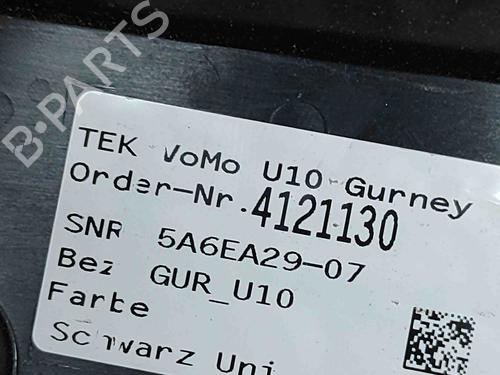 B-PARTS
TEK VoMo U10 Gurney
Order-Nr. 4121130
SNR 5A6EA29-07
Bez GUR_U10
Farbe
Schwarz Uni